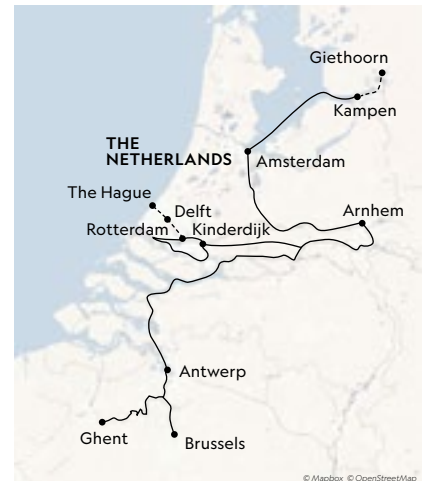 Giethoorn
Kampen
THE
NETHERLANDS
Amsterdam
The Hague
Delft
Arnhem
Rotterdam
Kinderdijk
Antwerp
Ghent
Brussels
© Mapbox © OpenStreetMap